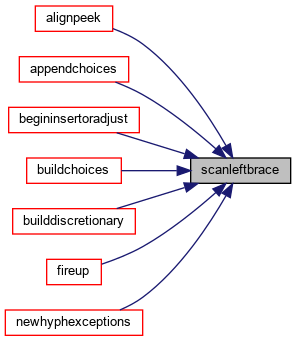 alignpeek
appendchoices
begininsertoradjust
buildchoices
scanleftbrace
builddiscretionary
fireup
newhyphexceptions